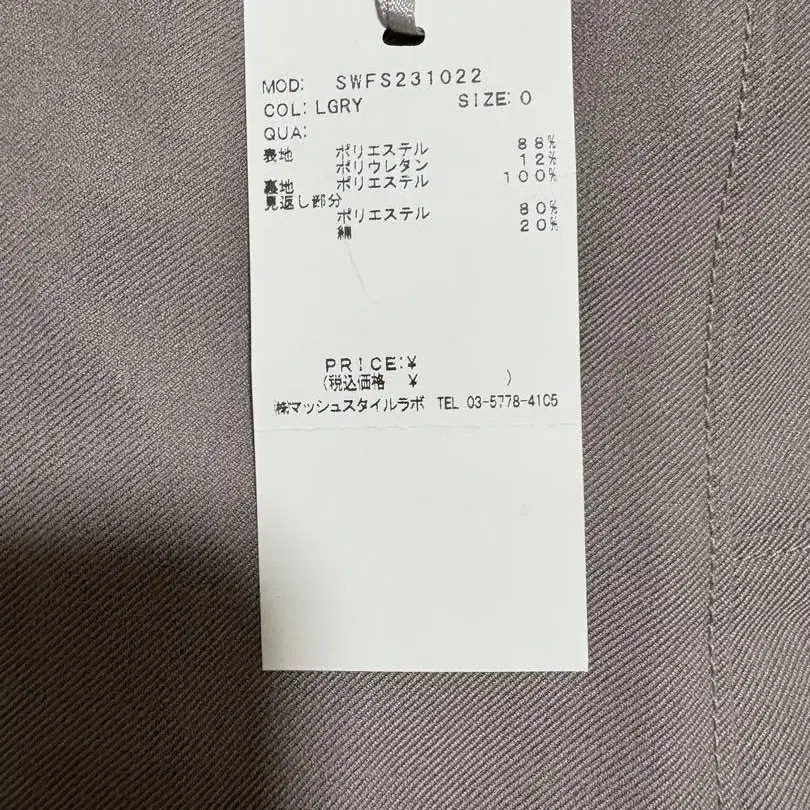 MOD: SWFS231022
COL: LGRY SIZE: 0
QUA:
表地 ポリエステル 88%
ポリウレタン 12%
裏地 ポリエステル 100%
見返し部分
ポリエステル 80%
綿 20%
PRICE:¥
(税込価格 ¥ )
㈱マッシュスタイルラボ TEL 03-5778-4105